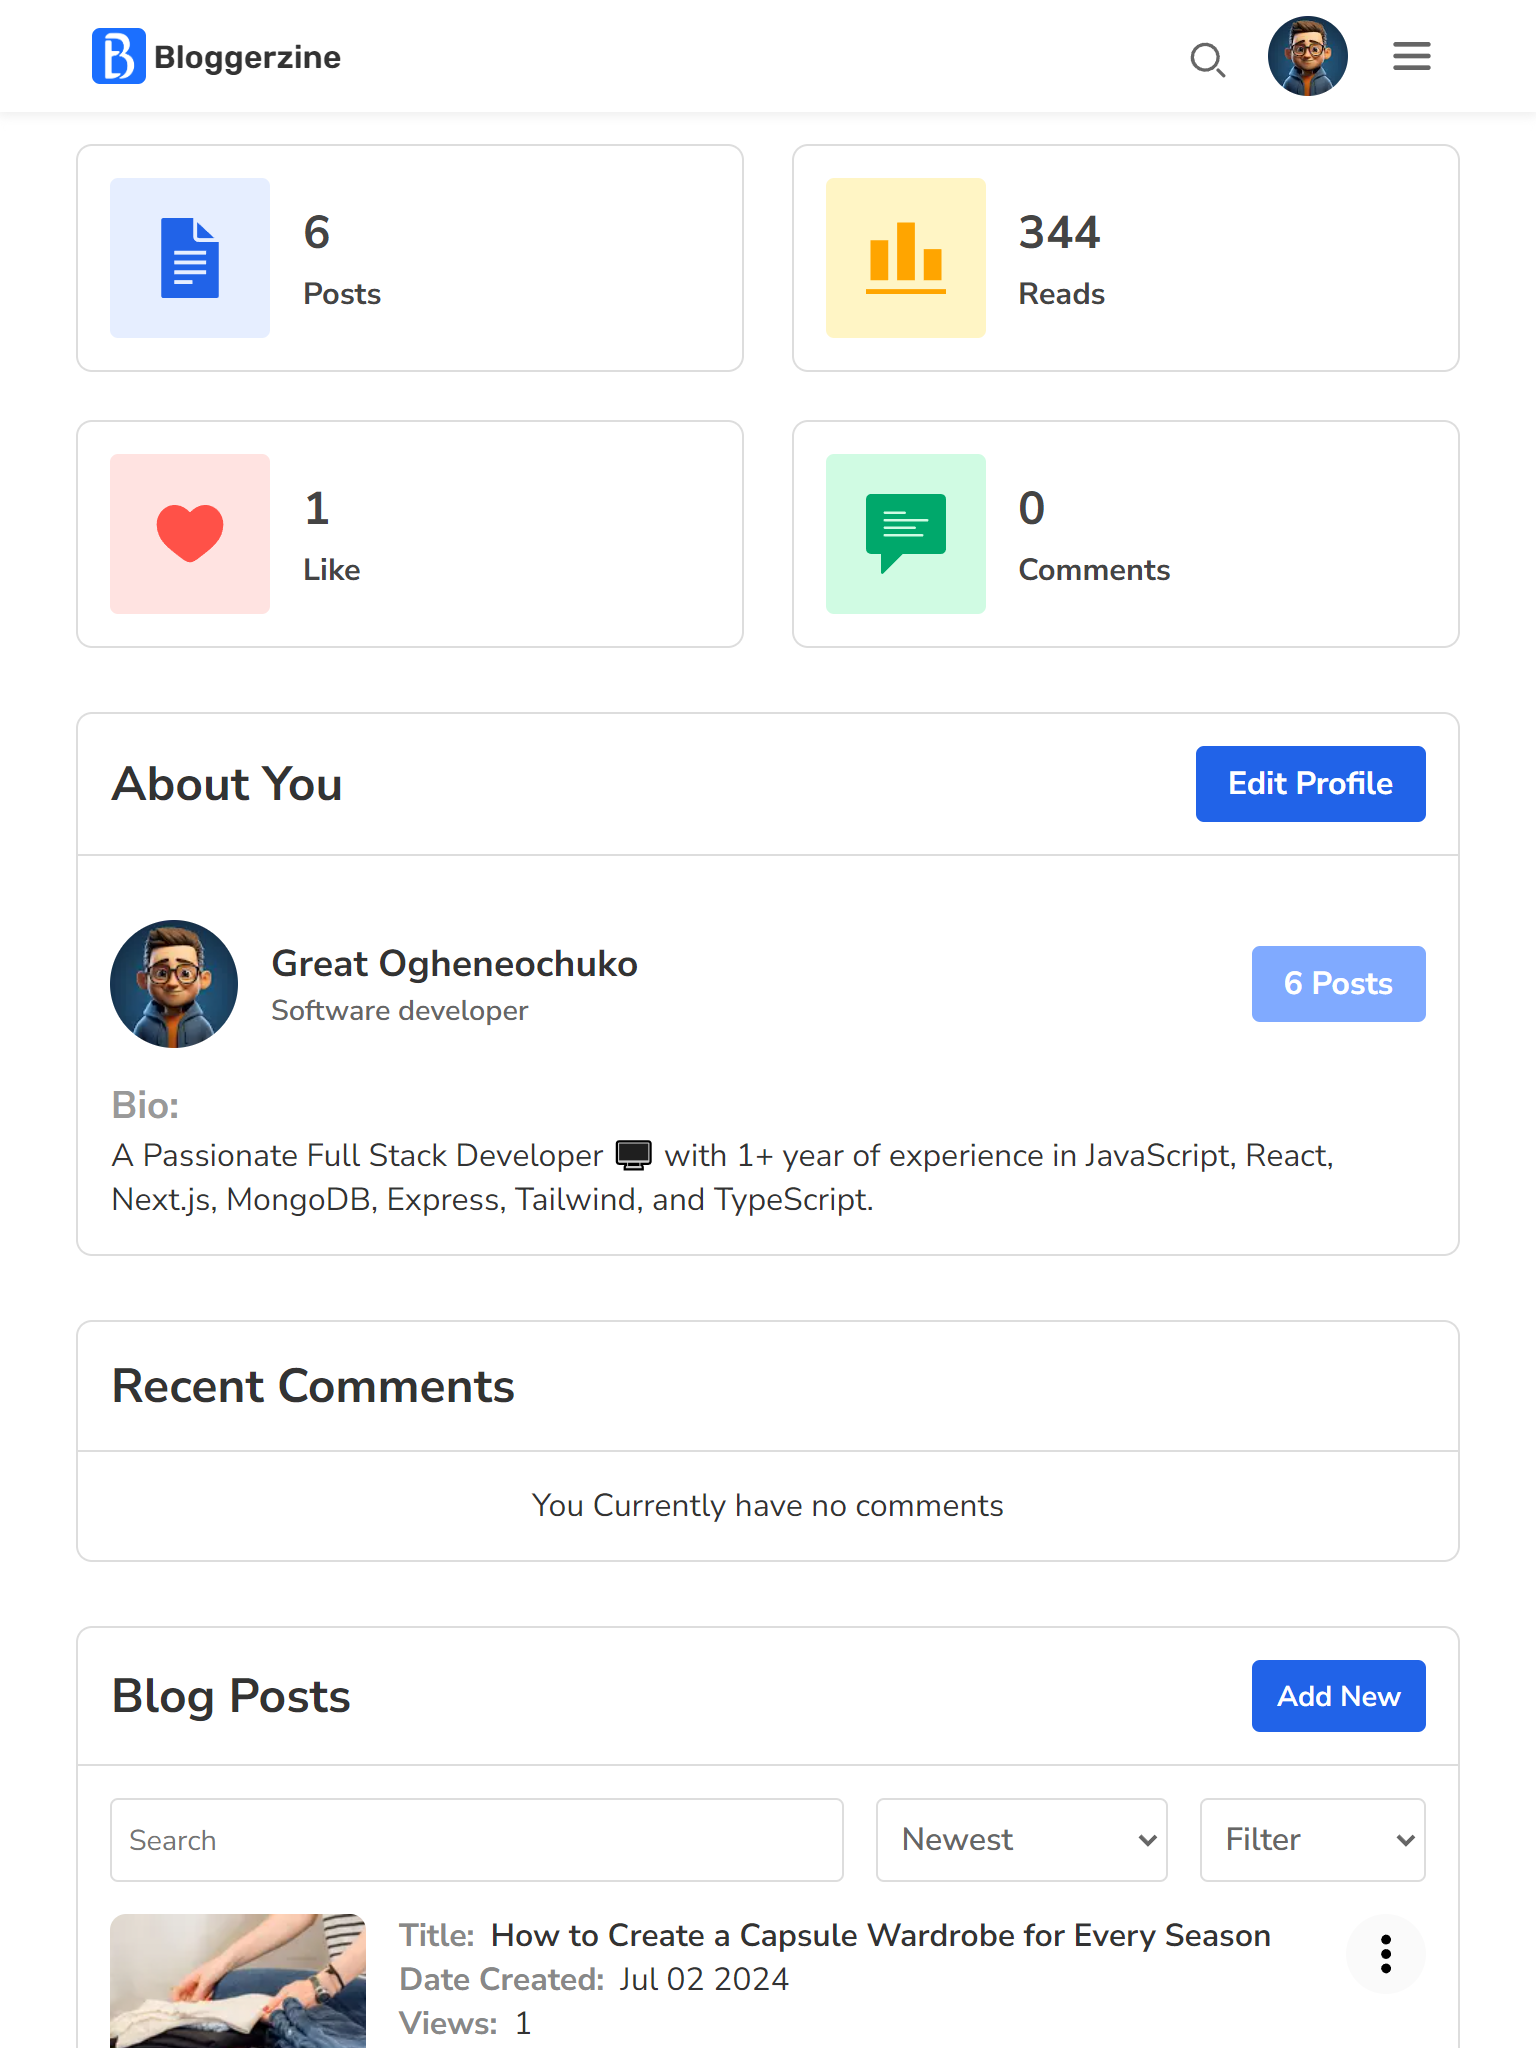 Bloggerzine
6
Posts
344
Reads
1
Like
0
Comments
About You
Edit Profile
Great Ogheneochuko
Software developer
6 Posts
Bio:
A Passionate Full Stack Developer 🖥️ with 1+ year of experience in JavaScript, React,
Next.js, MongoDB, Express, Tailwind, and TypeScript.
Recent Comments
You Currently have no comments
Blog Posts
Add New
Search
Newest
Filter
Title: How to Create a Capsule Wardrobe for Every Season
Date Created: Jul 02 2024
Views: 1